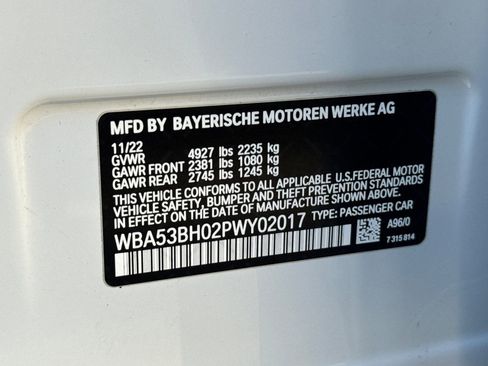 MFD BY BAYERISCHE MOTOREN WERKE AG
11/22
GVWR 4927 lbs 2235 kg
GAWR FRONT 2381 lbs 1080 kg
GAWR REAR 2745 lbs 1245 kg
THIS VEHICLE CONFORMS TO ALL APPLICABLE U.S.FEDERAL MOTOR
VEHICLE SAFETY, BUMPER AND THEFT PREVENTION STANDARDS
IN EFFECT ON THE DATE OF MANUFACTURE SHOWN ABOVE.
WBA53BH02PWY02017 TYPE: PASSENGER CAR
A96/0
7 315 814